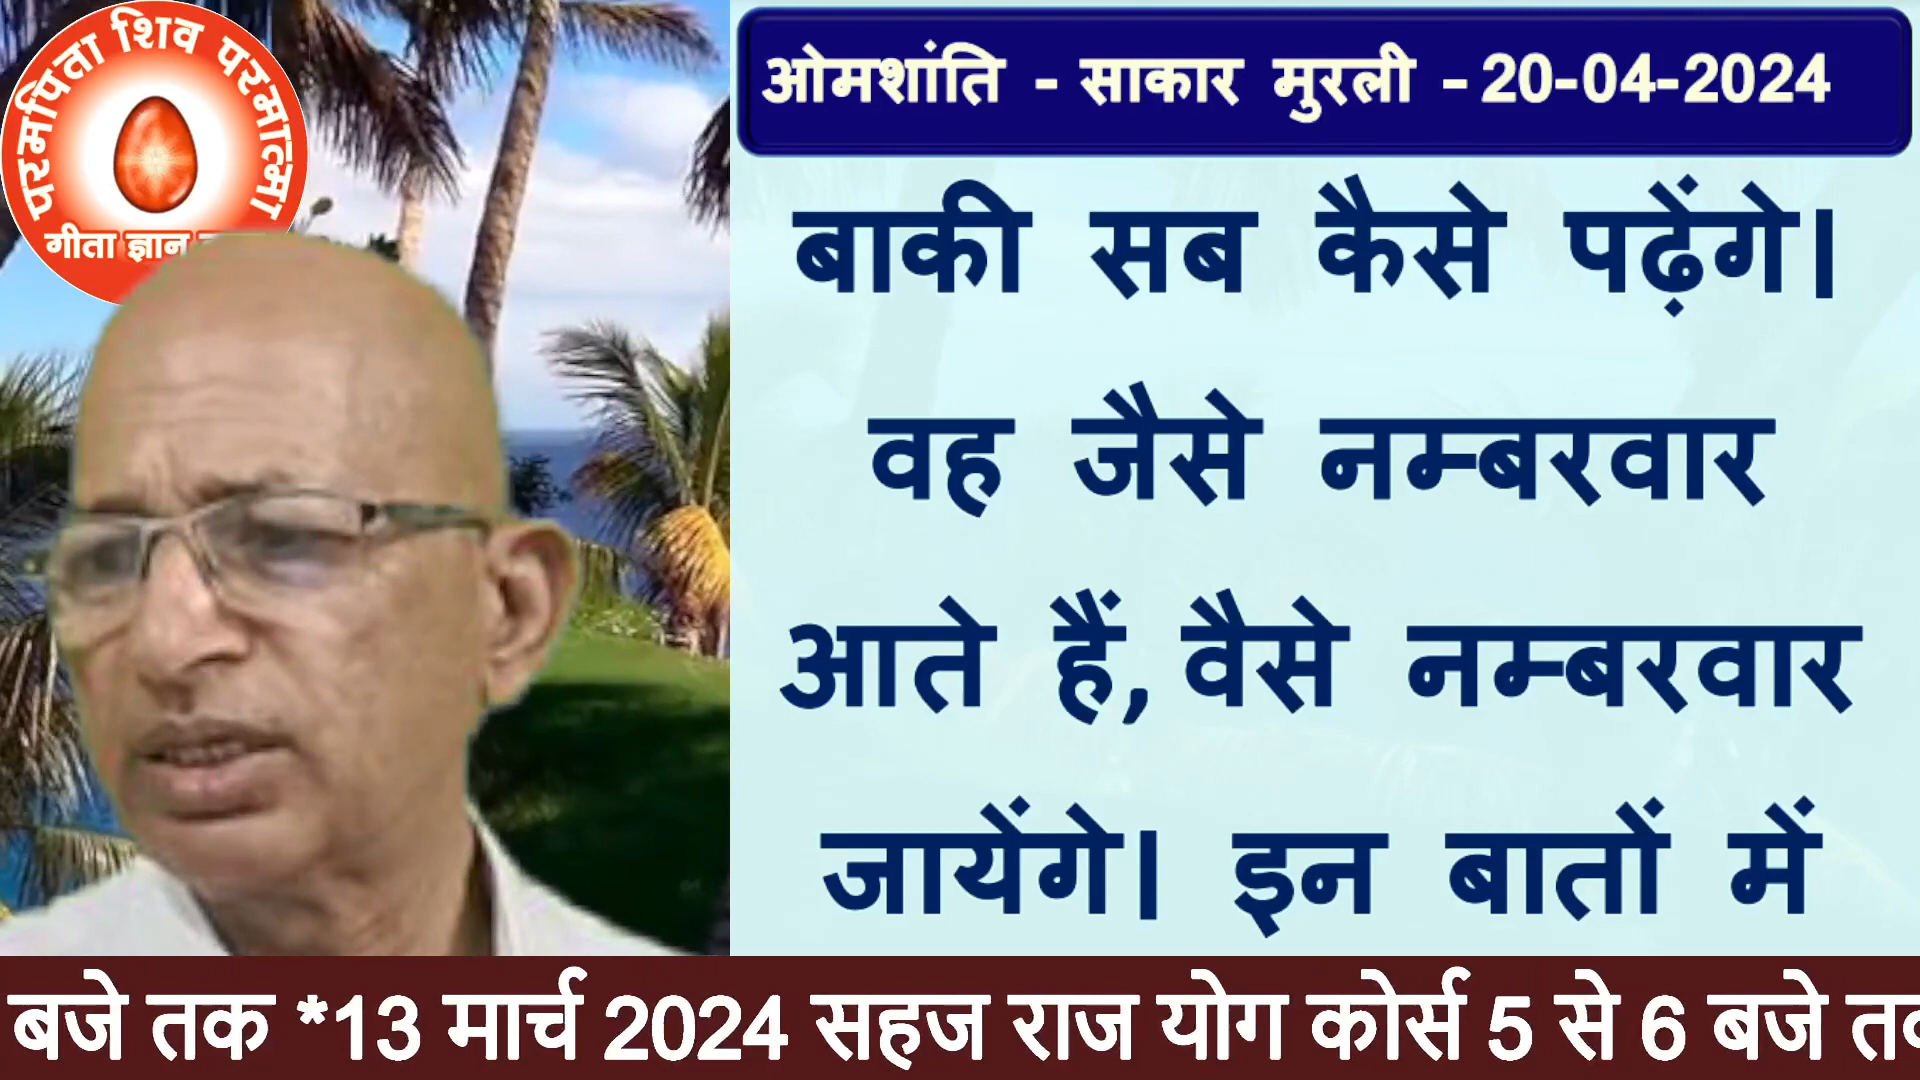 परमपिता शिव परमात्मा
गीता ज्ञान
ओमशांति - साकार मुरली - 20-04-2024
बाकी सब कैसे पढ़ेंगे।
वह जैसे नम्बरवार
आते हैं, वैसे नम्बरवार
जायेंगे। इन बातों में
बजे तक *13 मार्च 2024 सहज राज योग कोर्स 5 से 6 बजे